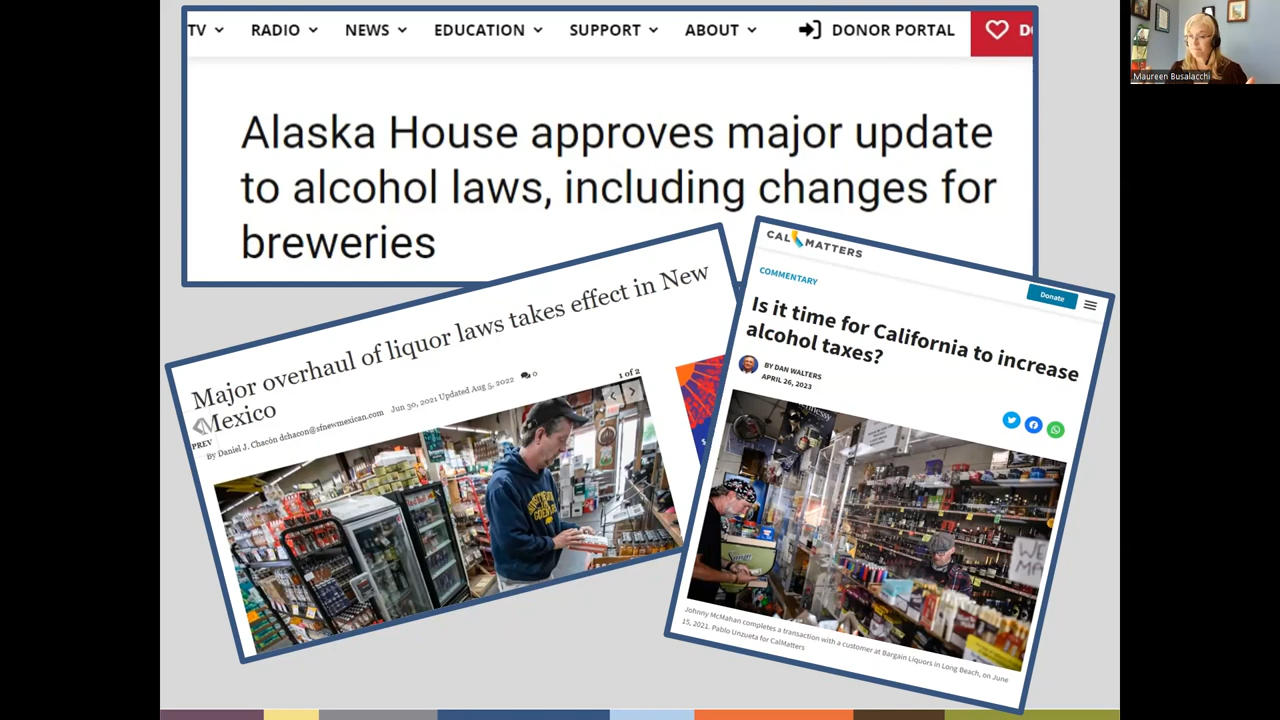 TV RADIO NEWS EDUCATION SUPPORT ABOUT DONOR PORTAL
Alaska House approves major update
to alcohol laws, including changes for
breweries
Major overhaul of liquor laws takes effect in New
Mexico
PREV
By Daniel J. Chacón dchacon@sfnewmexican.com Jun 30, 2021 Updated Aug 5, 2022 0
1 of 2
CAL MATTERS
COMMENTARY
Donate
Is it time for California to increase
alcohol taxes?
BY DAN WALTERS
APRIL 26, 2023
Hennessy
WE
MA
Johnny McMahan completes a transaction with a customer at Bargain Liquors in Long Beach, on June
15, 2021. Pablo Unzueta for CalMatters
Maureen Busalacchi